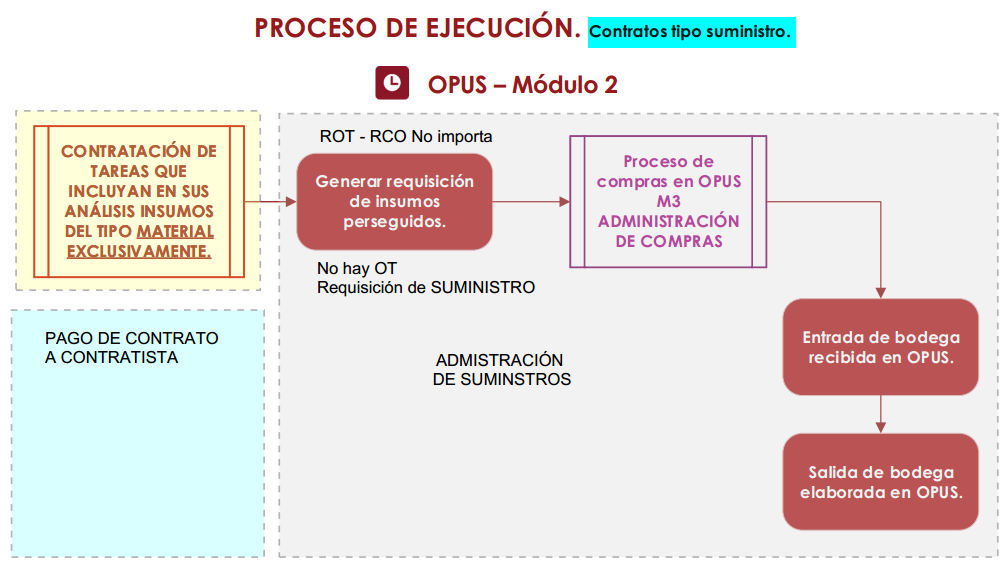 PROCESO DE EJECUCIÓN. Contratos tipo suministro.
OPUS – Módulo 2
CONTRATACIÓN DE
TAREAS QUE
INCLUYAN EN SUS
ANÁLISIS INSUMOS
DEL TIPO MATERIAL
EXCLUSIVAMENTE.
ROT - RCO No importa
Generar requisición
de insumos
perseguidos.
No hay OT
Requisición de SUMINISTRO
Proceso de
compras en OPUS
M3
ADMINISTRACIÓN
DE COMPRAS
Entrada de bodega
recibida en OPUS.
Salida de bodega
elaborada en OPUS.
PAGO DE CONTRATO
A CONTRATISTA
ADMISTRACIÓN
DE SUMINSTROS